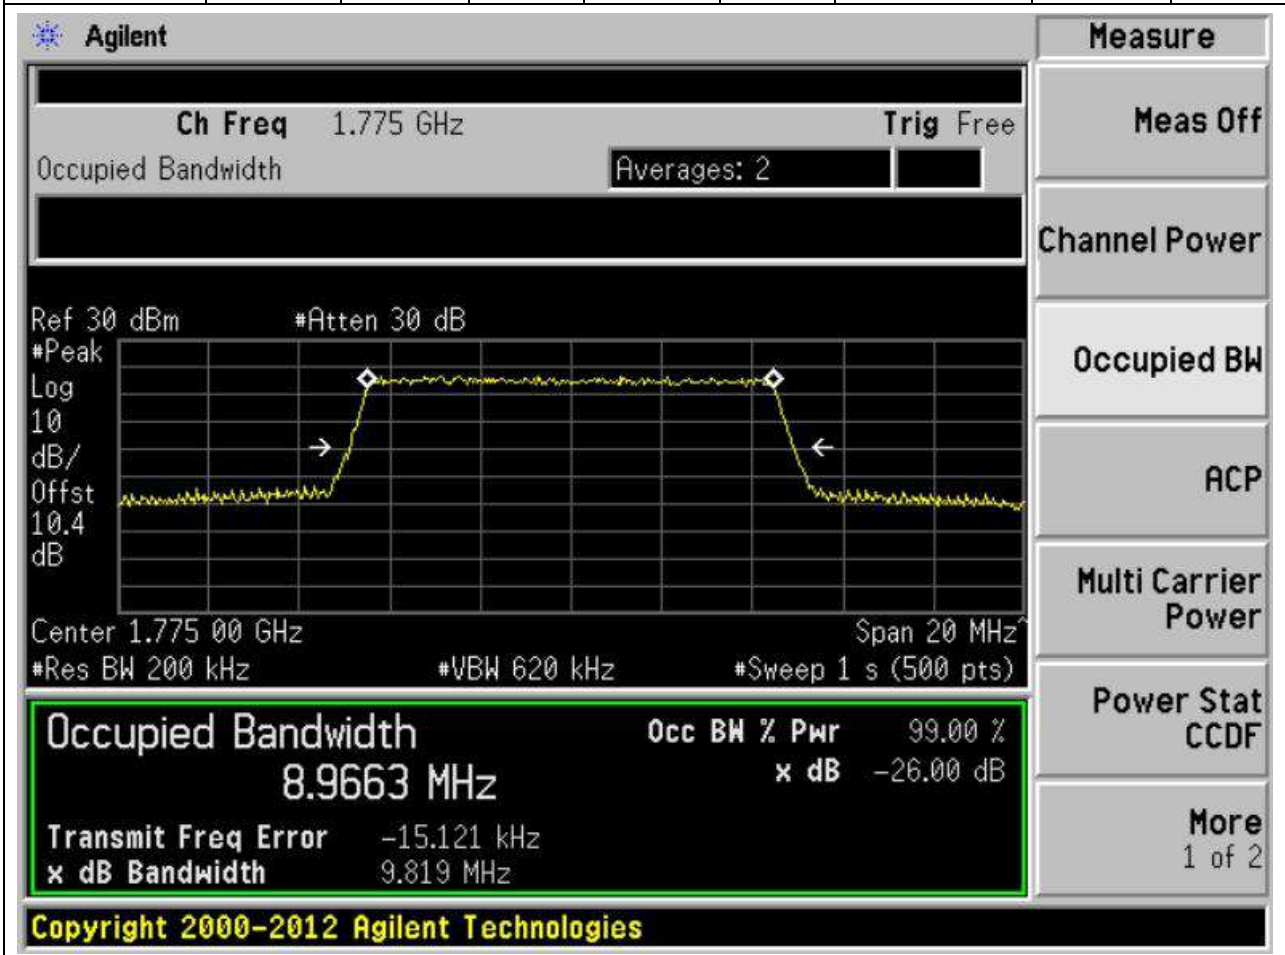 Agilent
Measure
Ch Freq 1.775 GHz Trig Free
Meas Off
Occupied Bandwidth Averages: 2
Channel Power
Ref 30 dBm #Atten 30 dB
#Peak
Log
10
dB/
Offst
10.4
dB
Occupied BW
ACP
Center 1.775 00 GHz Span 20 MHz^
#Res BW 200 kHz #VBW 620 kHz #Sweep 1 s (500 pts)
Multi Carrier
Power
Occupied Bandwidth Occ BW % Pwr 99.00 %
8.9663 MHz x dB -26.00 dB
Transmit Freq Error -15.121 kHz
x dB Bandwidth 9.819 MHz
Power Stat
CCDF
More
1 of 2
Copyright 2000-2012 Agilent Technologies